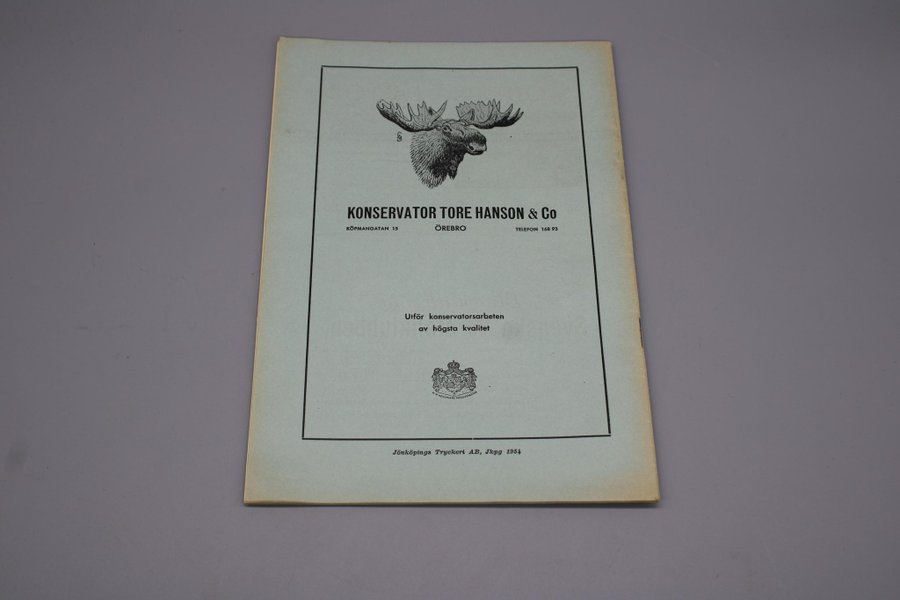 KONSERVATOR TORE HANSON & Co
KÖPMANGATAN 15 ÖREBRO TELEFON 168 93
Utför konservatorsarbeten
av högsta kvalitet
Jönköpings Tryckeri AB, Jkpg 1954